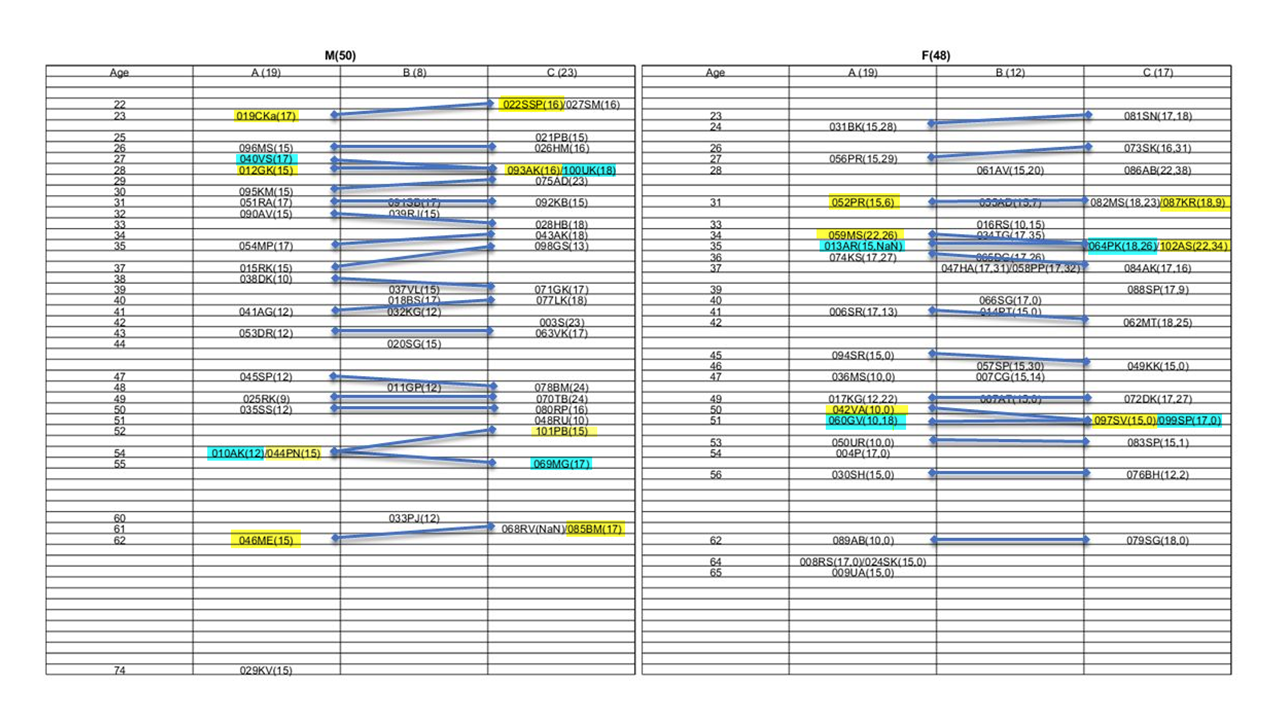 M(50)
Age A (19) B (8) C (23)
22 022SSP(16)/027SM(16)
23 019CKa(17)
25 021PB(15)
26 096MS(15) 026HM(16)
27 040VS(17)
28 012GK(15) 093AK(16)/100UK(18)
29 075AD(23)
30 095KM(15)
31 051RA(17) 091SB(17) 092KB(15)
32 090AV(15) 039RJ(15)
33 028HB(18)
34 043AK(18)
35 054MP(17) 098GS(13)
37 015RK(15)
38 038DK(10)
39 037VL(15) 071GK(17)
40 018BS(17) 077LK(18)
41 041AG(12) 032KG(12)
42 003S(23)
43 053DR(12) 063VK(17)
44 020SG(15)
47 045SP(12)
48 011GP(12) 078BM(24)
49 025RK(9) 070TB(24)
50 035SS(12) 080RP(16)
51 048RU(10)
52 101PB(15)
54 010AK(12)/044PN(15)
55 069MG(17)
60 033PJ(12)
61 068RV(NaN)/085BM(17)
62 046ME(15)
74 029KV(15)
F(48)
Age A (19) B (12) C (17)
23 081SN(17,18)
24 031BK(15,28)
26 073SK(16,31)
27 056PR(15,29)
28 061AV(15,20) 086AB(22,38)
31 052PR(15,6) 082MS(18,23)/087KR(18,9)
33 016RS(10,15)
34 059MS(22,26)
35 013AR(15,NaN) 064PK(18,26)/102AS(22,34)
36 074KS(17,27)
37 047HA(17,31)/058PP(17,32) 084AK(17,16)
39 088SP(17,9)
40 066SG(17,0)
41 006SR(17,13) 014PT(15,0)
42 062MT(18,25)
45 094SR(15,0)
46 057SP(15,30) 049KK(15,0)
47 036MS(10,0) 007CG(15,14)
49 017KG(12,22) 072DK(17,27)
50 042VA(10,0)
51 060GV(10,18) 097SV(15,0)/099SP(17,0)
53 050UR(10,0) 083SP(15,1)
54 004P(17,0)
56 030SH(15,0) 076BH(12,2)
62 089AB(10,0) 079SG(18,0)
64 008RS(17,0)/024SK(15,0)
65 009UA(15,0)